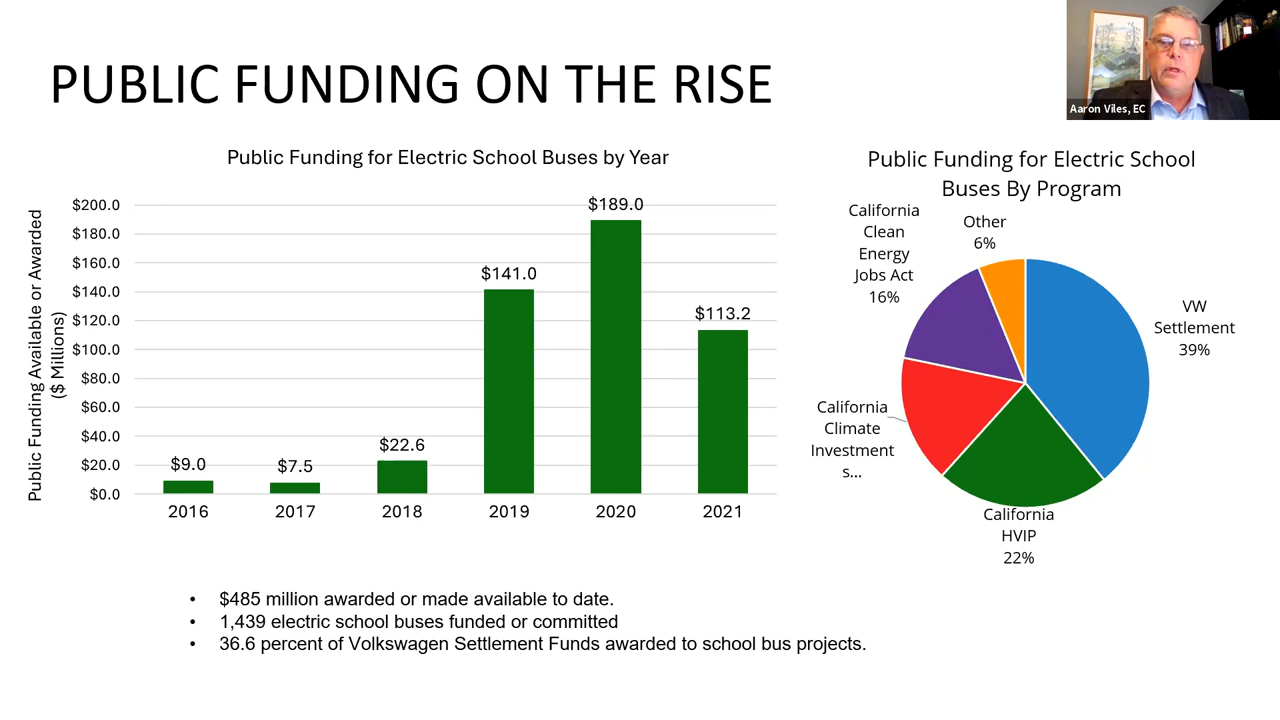 PUBLIC FUNDING ON THE RISE
Aaron Viles, EC
Public Funding for Electric School Buses by Year
Public Funding Available or Awarded
($ Millions)
$200.0
$180.0
$160.0
$140.0
$120.0
$100.0
$80.0
$60.0
$40.0
$20.0
$0.0
$9.0
$7.5
$22.6
$141.0
$189.0
$113.2
2016
2017
2018
2019
2020
2021
Public Funding for Electric School
Buses By Program
California
Clean
Energy
Jobs Act
16%
Other
6%
VW
Settlement
39%
California
Climate
Investment
s...
California
HVIP
22%
• $485 million awarded or made available to date.
• 1,439 electric school buses funded or committed
• 36.6 percent of Volkswagen Settlement Funds awarded to school bus projects.